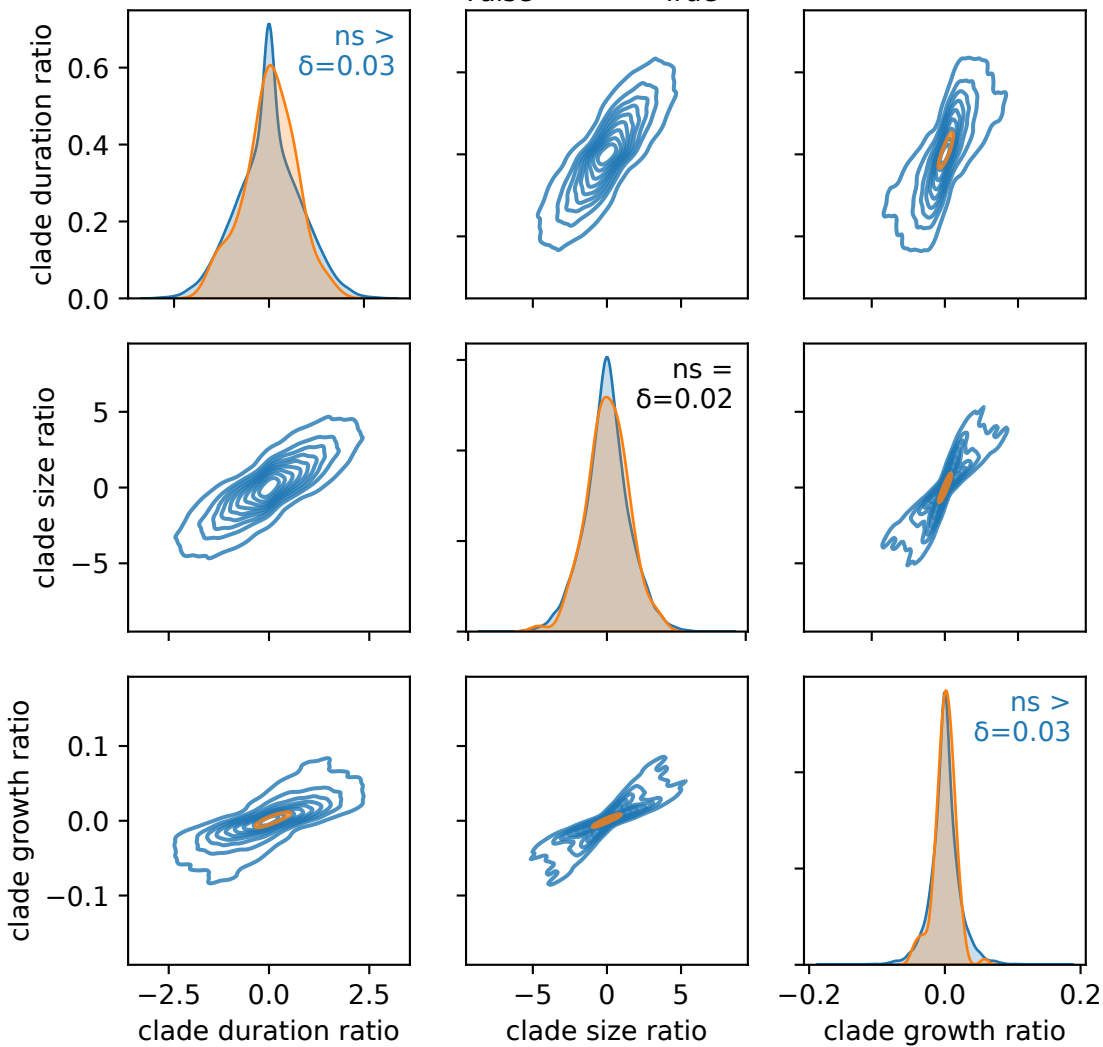 clade duration ratio
0.6
0.4
0.2
0.0
ns >
δ=0.03
clade size ratio
5
0
−5
ns =
δ=0.02
−5
0
5
clade growth ratio
0.1
0.0
−0.1
ns >
δ=0.03
−2.5
0.0
2.5
−5
0
5
−0.2
0.0
0.2
clade duration ratio
clade size ratio
clade growth ratio